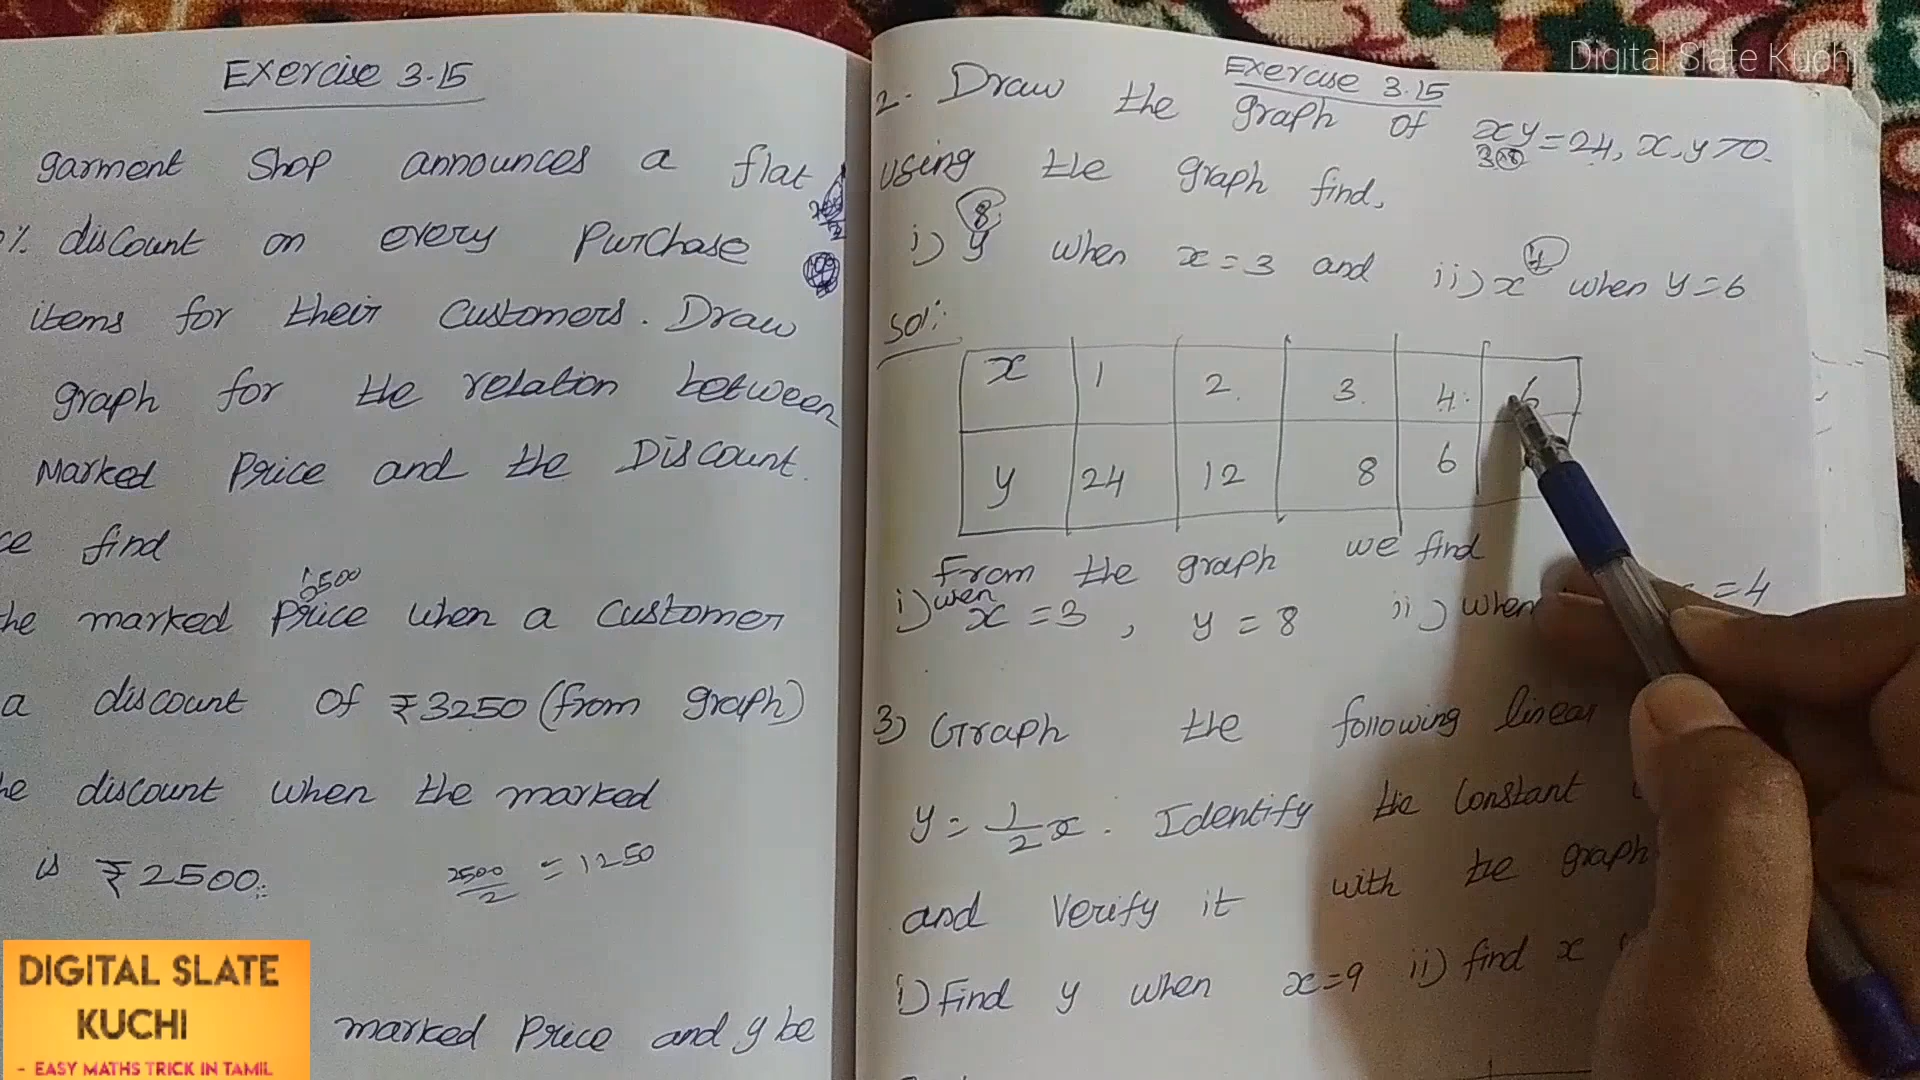 Exercise 3.15
garment Shop announces a flat
% discount on every Purchase
items for their Customers. Draw
graph for the relation between
Marked Price and the Discount.
find
1500
the marked Price when a Customer
a discount of ₹3250 (from graph)
discount when the marked
is ₹2500.
2500/2 = 1250
marked Price and y be
Exercise 3.15
2. Draw the graph of xy=24, x,y>0.
using the graph find,
8
i) y when x=3 and ii) x when y=6
Sol:
x 1 2 3 4 6
y 24 12 8 6
From the graph we find
i) wen x=3, y=8 ii) when =4
3) Graph the following linear
y=1/2 x. Identify the Constant
and Verify it with the graph
i) Find y when x=9 ii) find x
Digital Slate Kuchi
DIGITAL SLATE
KUCHI
- EASY MATHS TRICK IN TAMIL